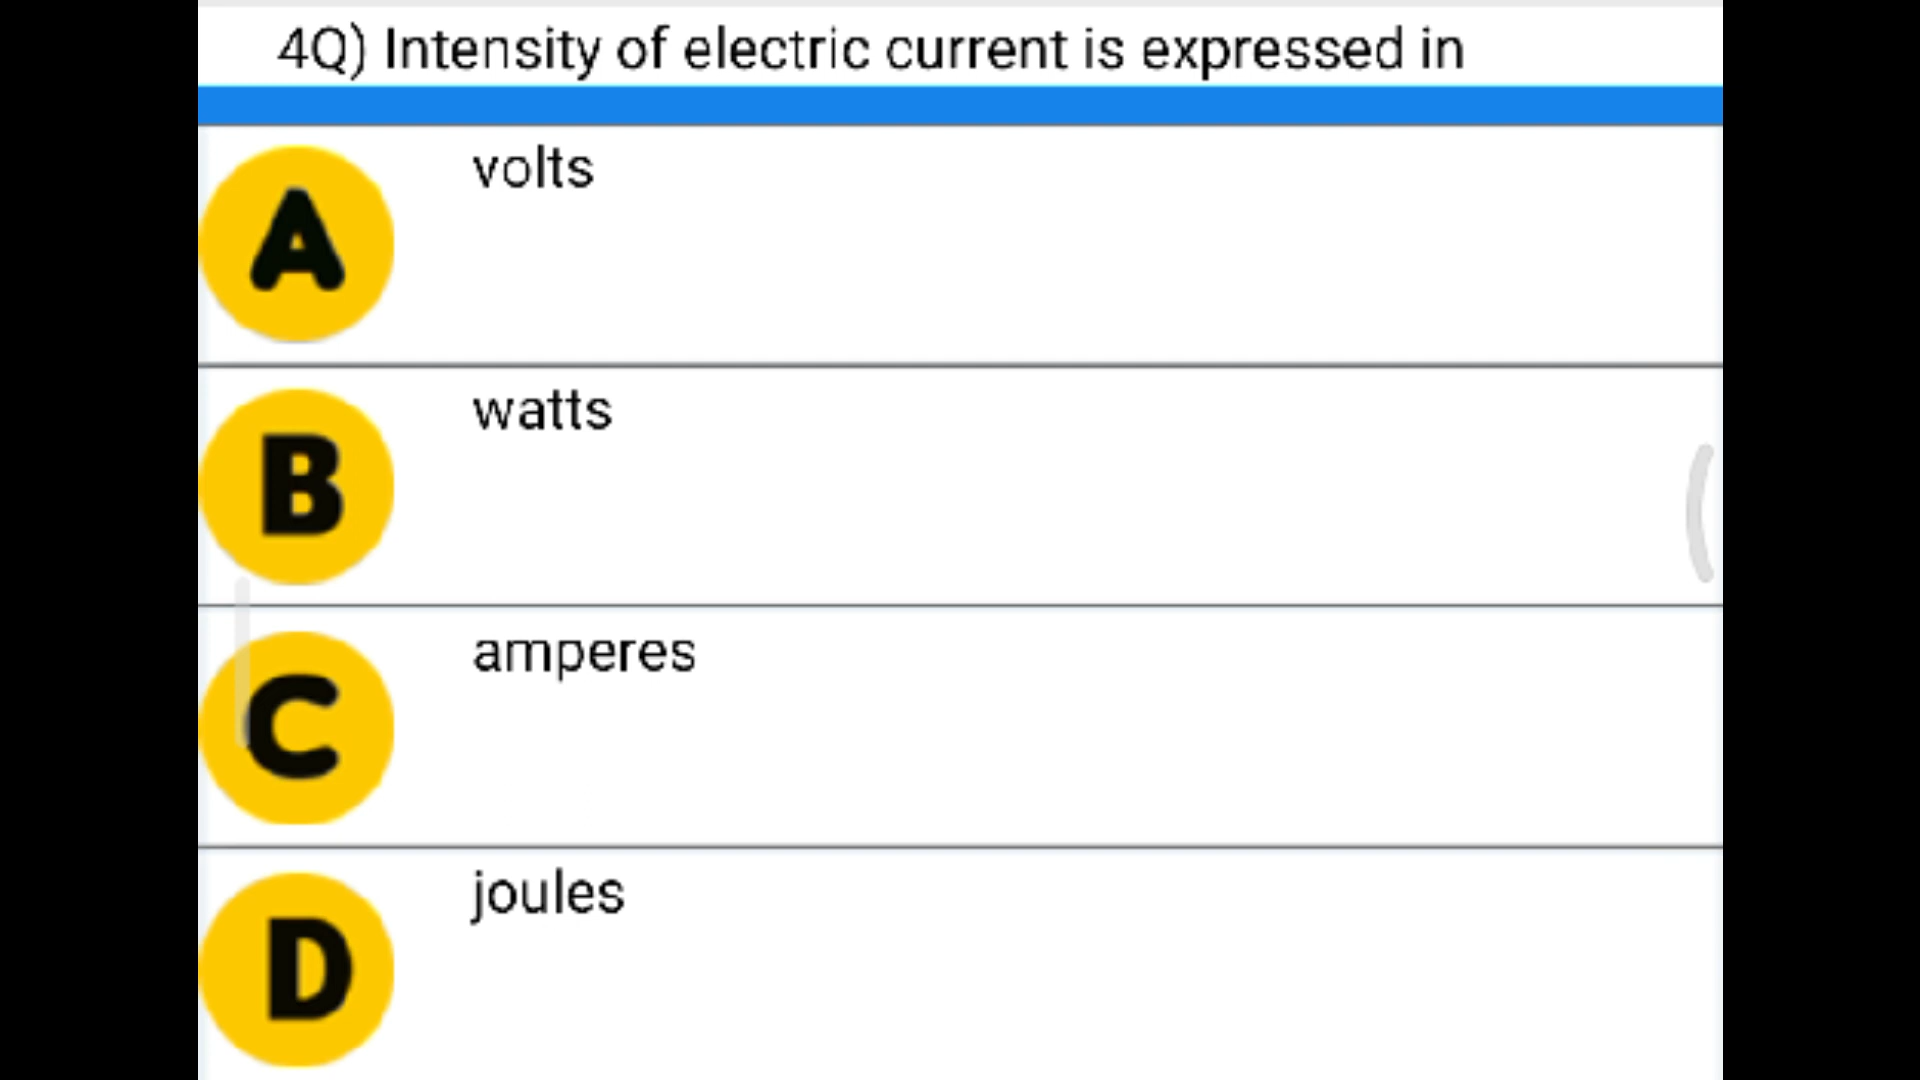 4Q) Intensity of electric current is expressed in
A volts
B watts
C amperes
D joules